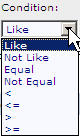 Condition:
Like
Like
Not Like
Equal
Not Equal
<
<=
>
>=